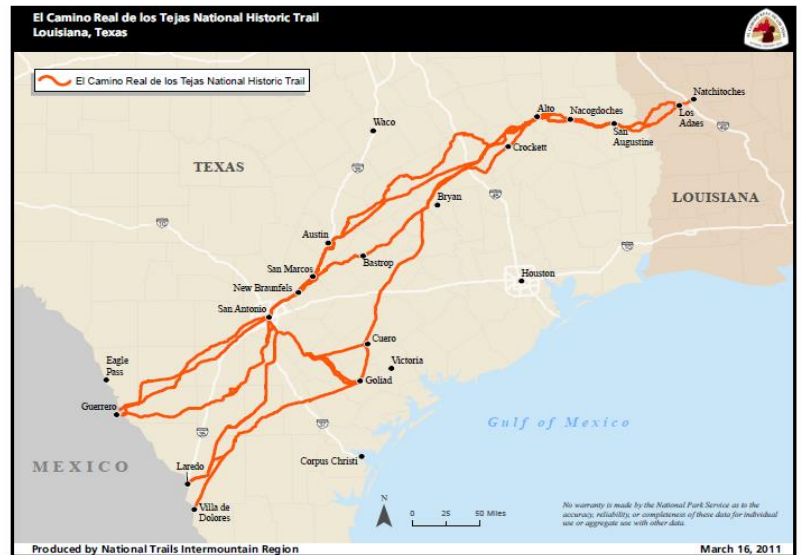 El Camino Real de los Tejas National Historic Trail
Louisiana, Texas
El Camino Real de los Tejas National Historic Trail
Natchitoches
Alto
Nacogdoches
Los
Adaes
Waco
San
Augustine
Crockett
TEXAS
LOUISIANA
Bryan
Austin
Bastrop
San Marcos
Houston
New Braunfels
San Antonio
Cuero
Victoria
Eagle
Pass
Goliad
Guerrero
Gulf of Mexico
MEXICO
Laredo
Corpus Christi
Villa de
Dolores
N
0 25 50 Miles
No warranty is made by the National Park Service as to the
accuracy, reliability, or completeness of these data for individual
use or aggregate use with other data.
Produced by National Trails Intermountain Region
March 16, 2011